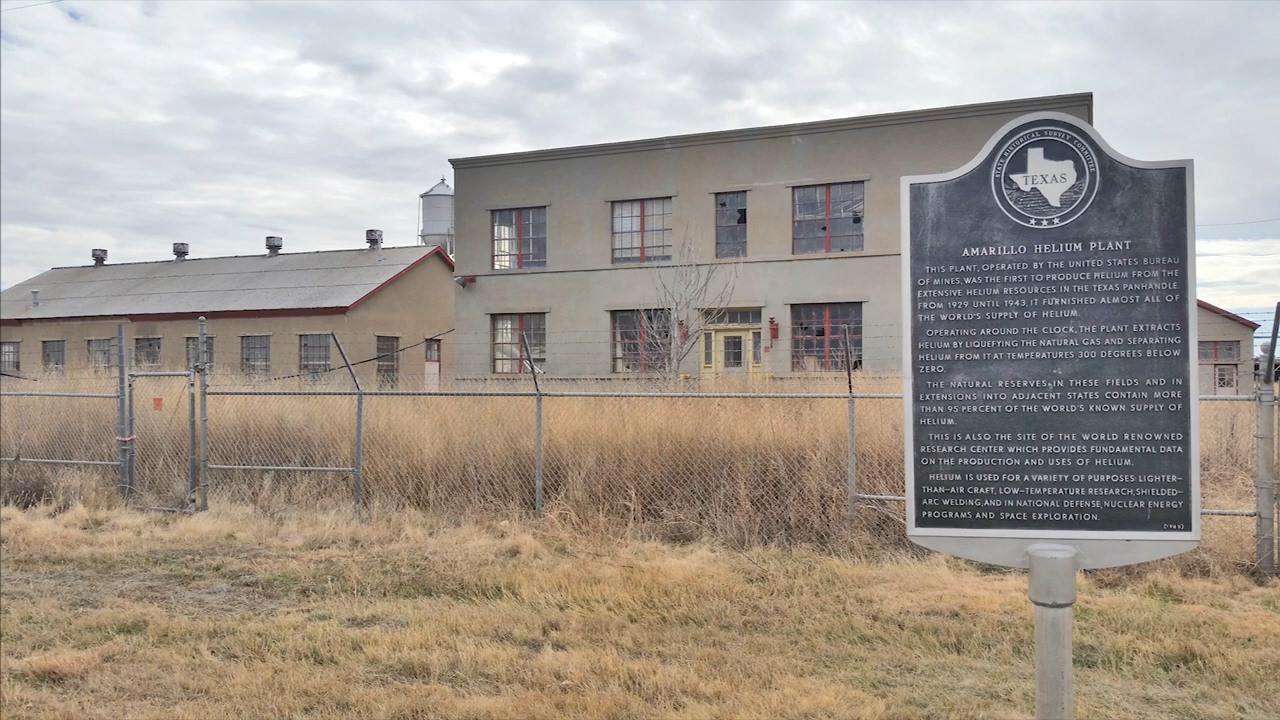 STATE HISTORICAL SURVEY COMMITTEE
TEXAS
AMARILLO HELIUM PLANT
THIS PLANT, OPERATED BY THE UNITED STATES BUREAU
OF MINES, WAS THE FIRST TO PRODUCE HELIUM FROM THE
EXTENSIVE HELIUM RESOURCES IN THE TEXAS PANHANDLE.
FROM 1929 UNTIL 1943, IT FURNISHED ALMOST ALL OF
THE WORLD'S SUPPLY OF HELIUM.
OPERATING AROUND THE CLOCK, THE PLANT EXTRACTS
HELIUM BY LIQUEFYING THE NATURAL GAS AND SEPARATING
HELIUM FROM IT AT TEMPERATURES 300 DEGREES BELOW
ZERO.
THE NATURAL RESERVES IN THESE FIELDS AND IN
EXTENSIONS INTO ADJACENT STATES CONTAIN MORE
THAN 95 PERCENT OF THE WORLD'S KNOWN SUPPLY OF
HELIUM.
THIS IS ALSO THE SITE OF THE WORLD RENOWNED
RESEARCH CENTER WHICH PROVIDES FUNDAMENTAL DATA
ON THE PRODUCTION AND USES OF HELIUM.
HELIUM IS USED FOR A VARIETY OF PURPOSES: LIGHTER-
THAN-AIR CRAFT, LOW-TEMPERATURE RESEARCH, SHIELDED-
ARC WELDING, AND IN NATIONAL DEFENSE, NUCLEAR ENERGY
PROGRAMS AND SPACE EXPLORATION.